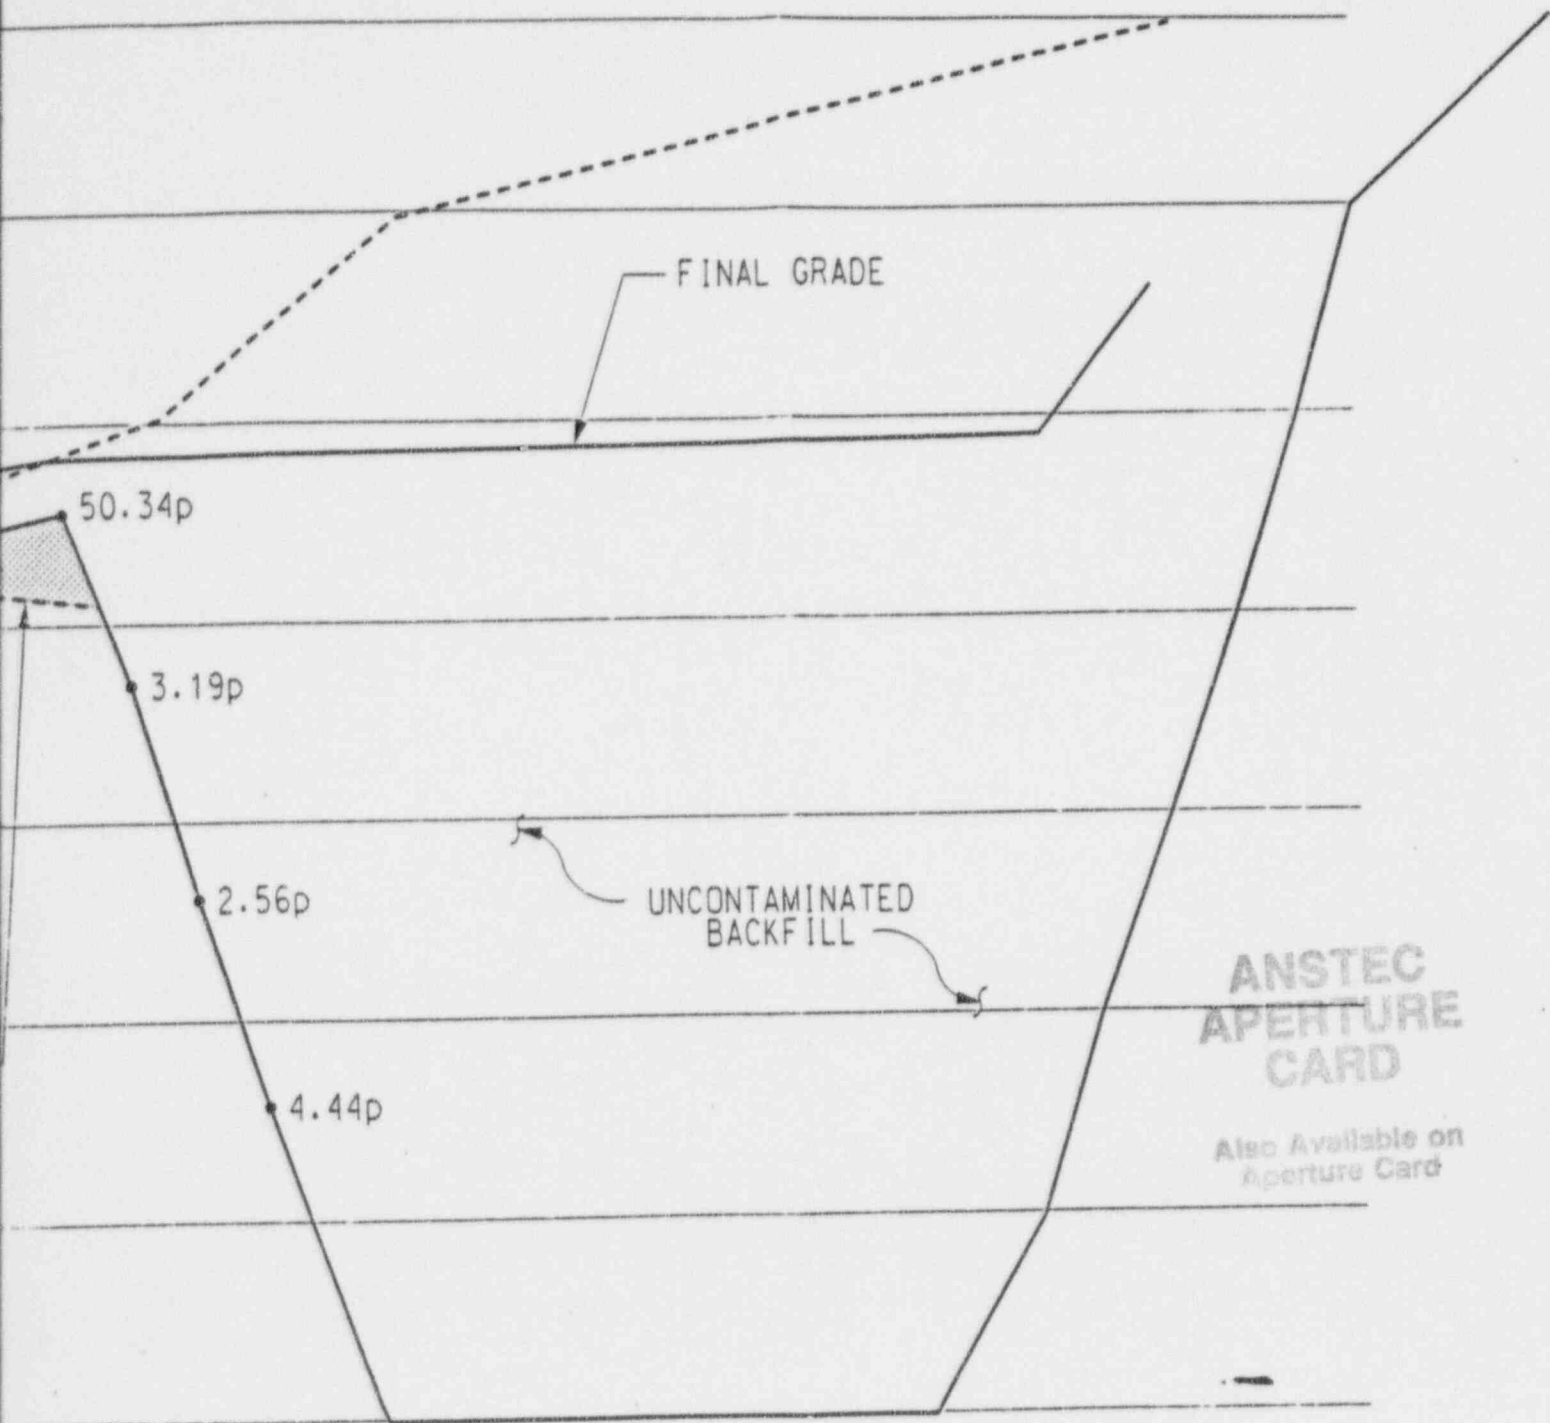 FINAL GRADE
50.34p
3.19p
2.56p
UNCONTAMINATED
BACKFILL
ANSTEC
APERTURE
CARD
4.44p
Also Available on
Aperture Card